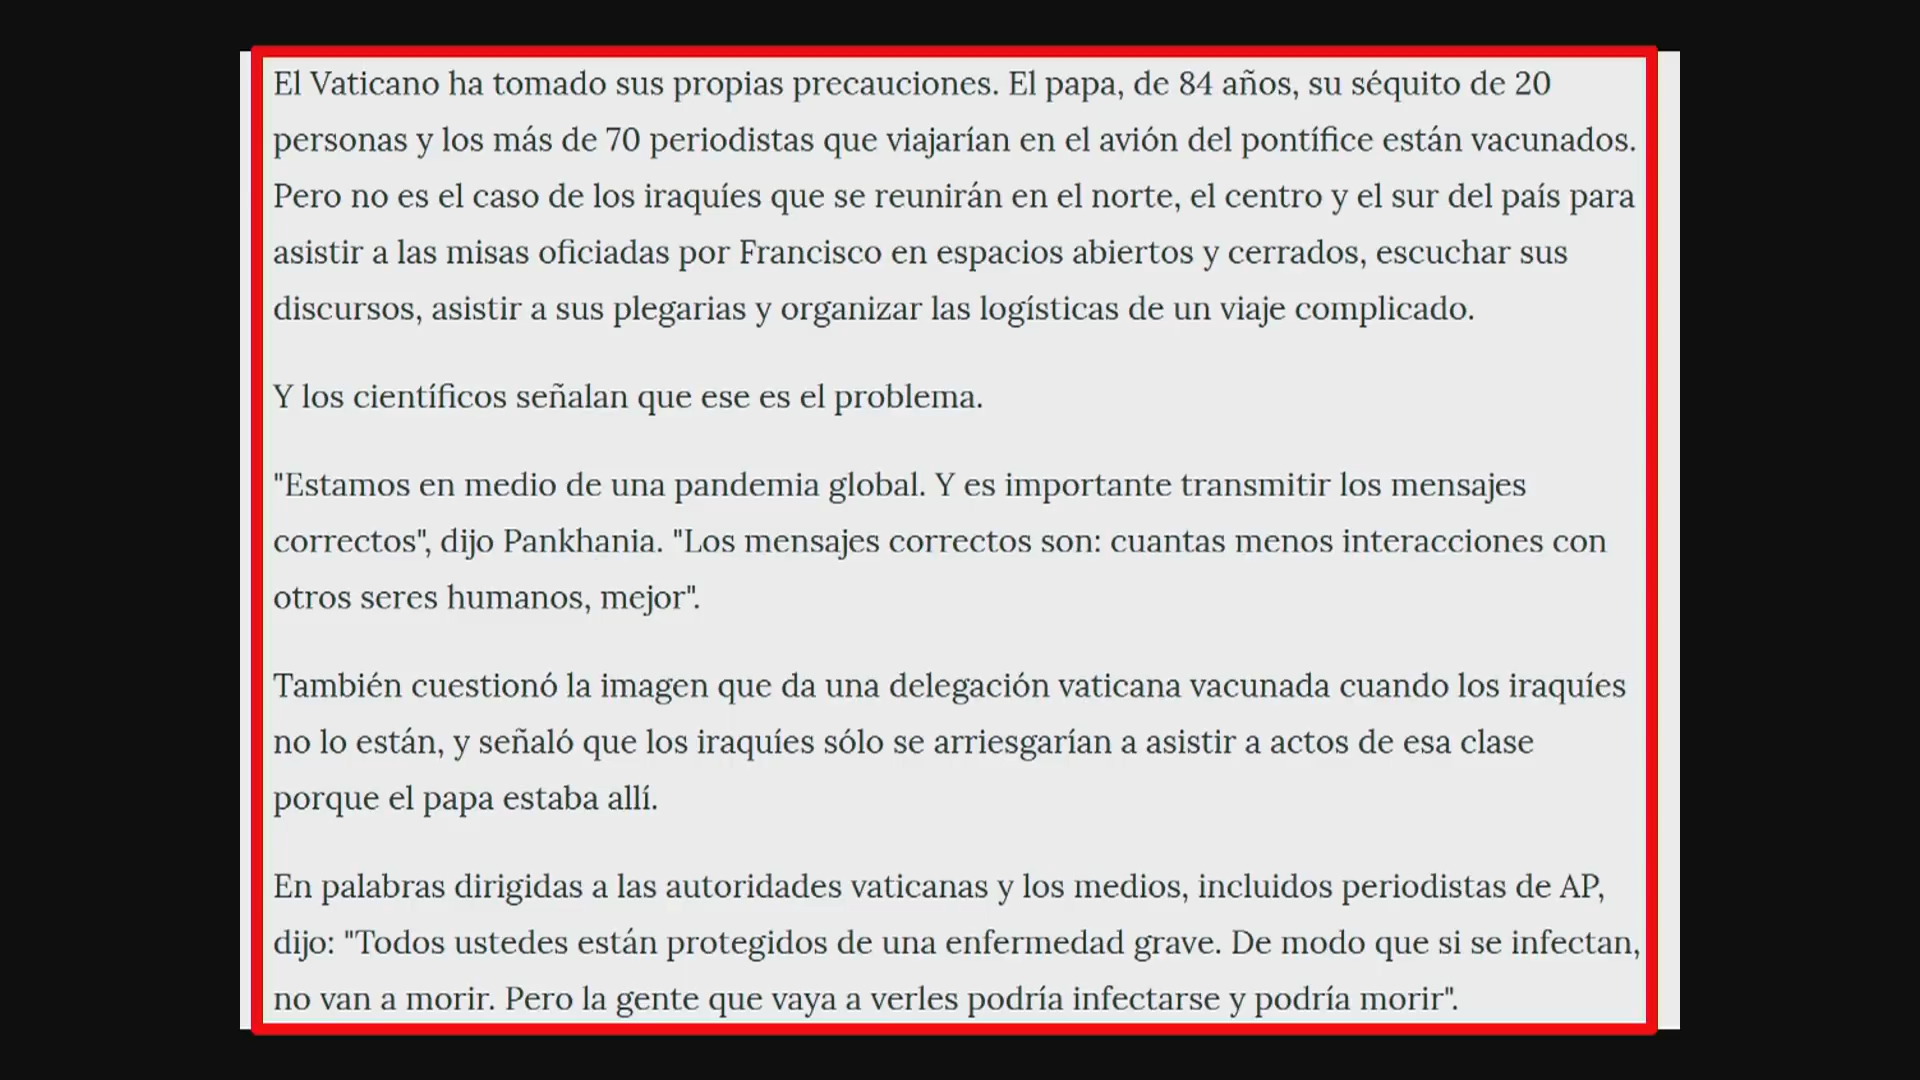 El Vaticano ha tomado sus propias precauciones. El papa, de 84 años, su séquito de 20
personas y los más de 70 periodistas que viajarían en el avión del pontífice están vacunados.
Pero no es el caso de los iraquíes que se reunirán en el norte, el centro y el sur del país para
asistir a las misas oficiadas por Francisco en espacios abiertos y cerrados, escuchar sus
discursos, asistir a sus plegarias y organizar las logísticas de un viaje complicado.
Y los científicos señalan que ese es el problema.
"Estamos en medio de una pandemia global. Y es importante transmitir los mensajes
correctos", dijo Pankhania. "Los mensajes correctos son: cuantas menos interacciones con
otros seres humanos, mejor".
También cuestionó la imagen que da una delegación vaticana vacunada cuando los iraquíes
no lo están, y señaló que los iraquíes sólo se arriesgarían a asistir a actos de esa clase
porque el papa estaba allí.
En palabras dirigidas a las autoridades vaticanas y los medios, incluidos periodistas de AP,
dijo: "Todos ustedes están protegidos de una enfermedad grave. De modo que si se infectan,
no van a morir. Pero la gente que vaya a verles podría infectarse y podría morir".